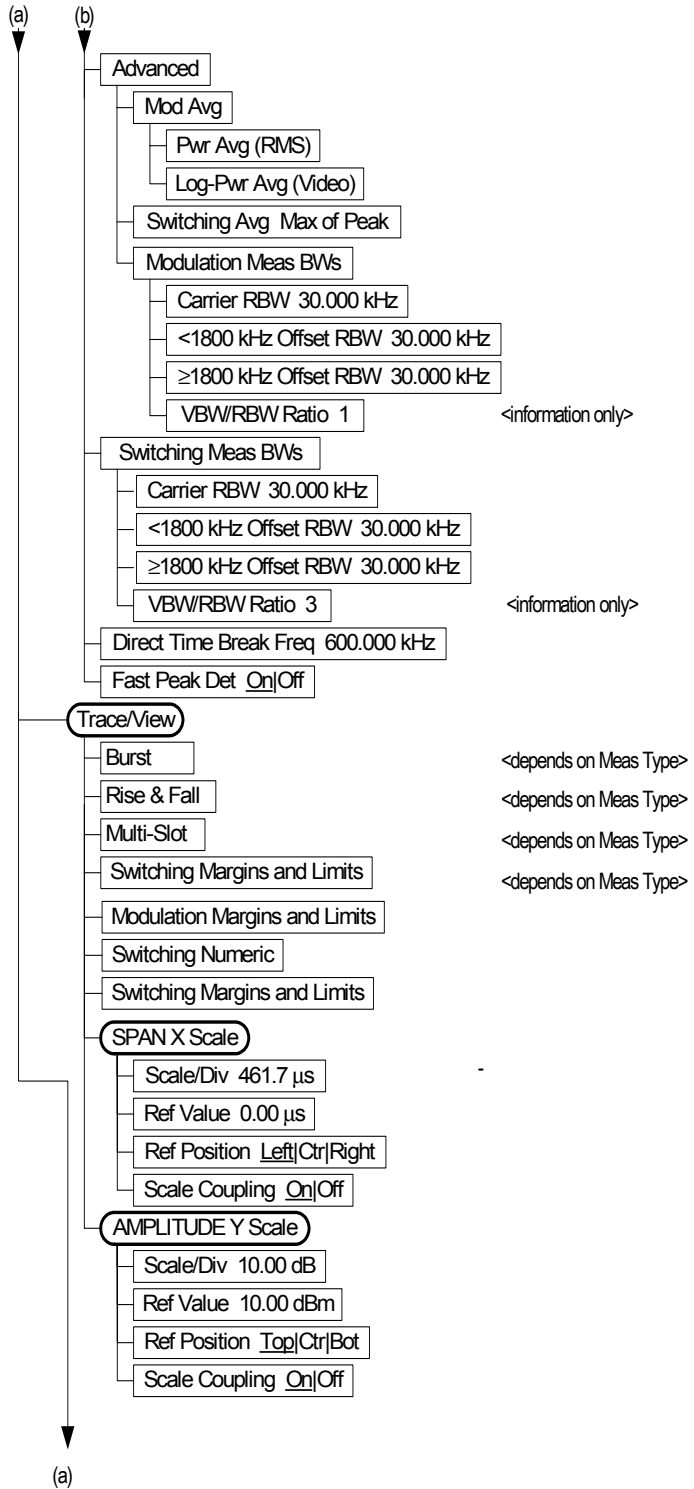 (a) (b)
Advanced
Mod Avg
Pwr Avg (RMS)
Log-Pwr Avg (Video)
Switching Avg Max of Peak
Modulation Meas BWs
Carrier RBW 30.000 kHz
<1800 kHz Offset RBW 30.000 kHz
≥1800 kHz Offset RBW 30.000 kHz
VBW/RBW Ratio 1 <information only>
Switching Meas BWs
Carrier RBW 30.000 kHz
<1800 kHz Offset RBW 30.000 kHz
≥1800 kHz Offset RBW 30.000 kHz
VBW/RBW Ratio 3 <information only>
Direct Time Break Freq 600.000 kHz
Fast Peak Det On|Off
Trace/View
Burst <depends on Meas Type>
Rise & Fall <depends on Meas Type>
Multi-Slot <depends on Meas Type>
Switching Margins and Limits <depends on Meas Type>
Modulation Margins and Limits
Switching Numeric
Switching Margins and Limits
SPAN X Scale
Scale/Div 461.7 µs -
Ref Value 0.00 µs
Ref Position Left|Ctr|Right
Scale Coupling On|Off
AMPLITUDE Y Scale
Scale/Div 10.00 dB
Ref Value 10.00 dBm
Ref Position Top|Ctr|Bot
Scale Coupling On|Off
(a)